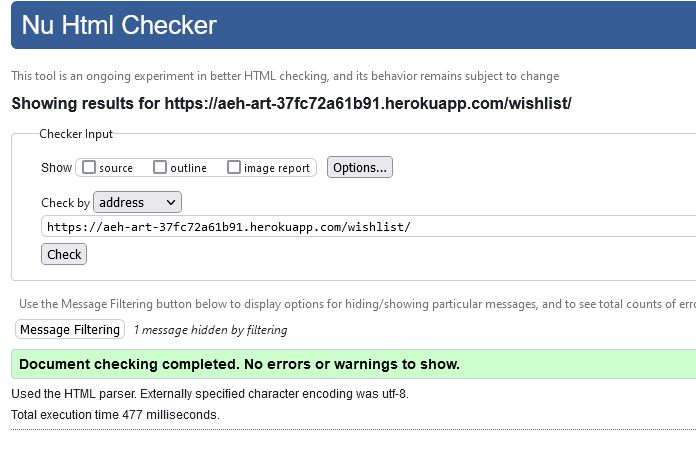 Nu Html Checker
This tool is an ongoing experiment in better HTML checking, and its behavior remains subject to change
Showing results for https://aeh-art-37fc72a61b91.herokuapp.com/wishlist/
Checker Input
Show source outline image report Options...
Check by address
https://aeh-art-37fc72a61b91.herokuapp.com/wishlist/
Check
Use the Message Filtering button below to display options for hiding/showing particular messages, and to see total counts of
Message Filtering 1 message hidden by filtering
Document checking completed. No errors or warnings to show.
Used the HTML parser. Externally specified character encoding was utf-8.
Total execution time 477 milliseconds.